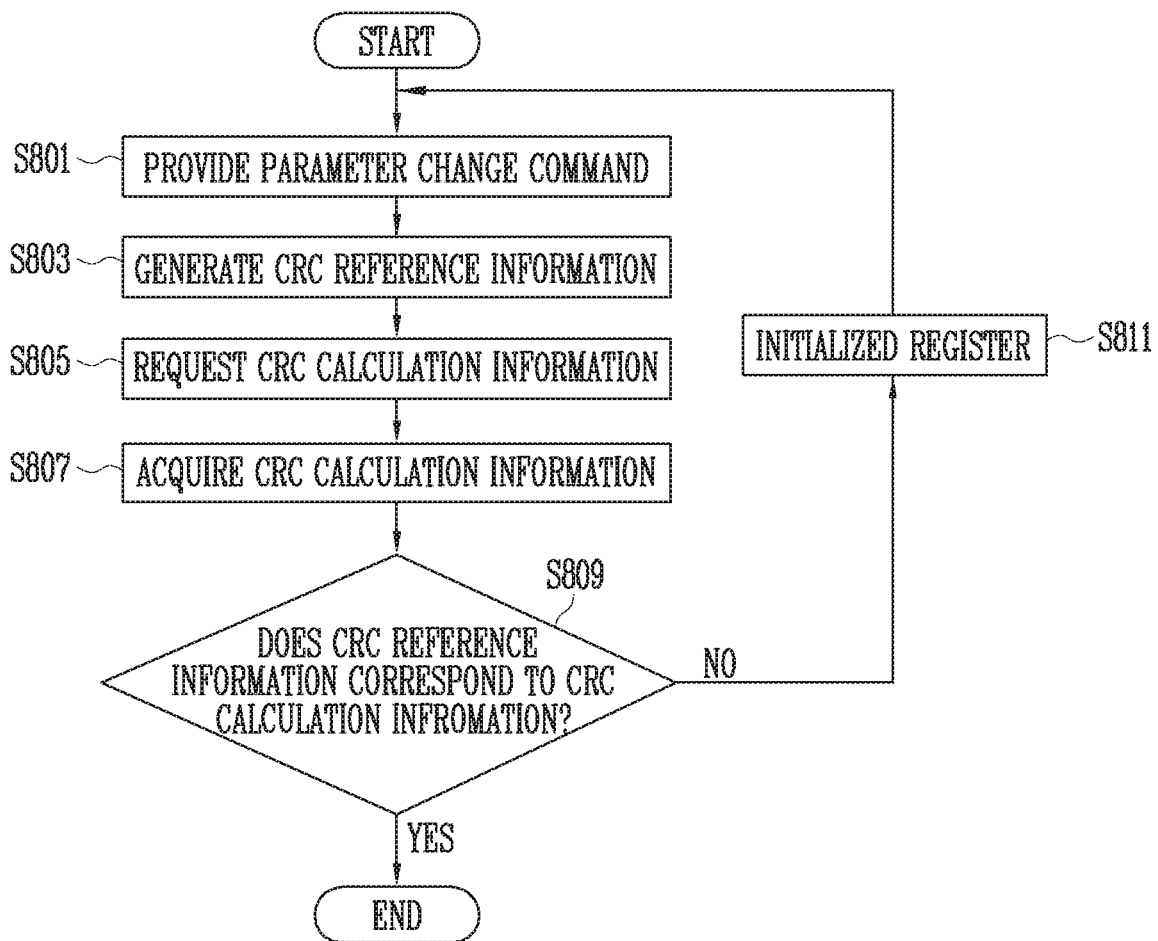 START
S801
PROVIDE PARAMETER CHANGE COMMAND
S803
GENERATE CRC REFERENCE INFORMATION
S805
REQUEST CRC CALCULATION INFORMATION
INITIALIZED REGISTER
S811
S807
ACQUIRE CRC CALCULATION INFORMATION
S809
DOES CRC REFERENCE
INFORMATION CORRESPOND TO CRC
CALCULATION INFROMATION?
NO
YES
END